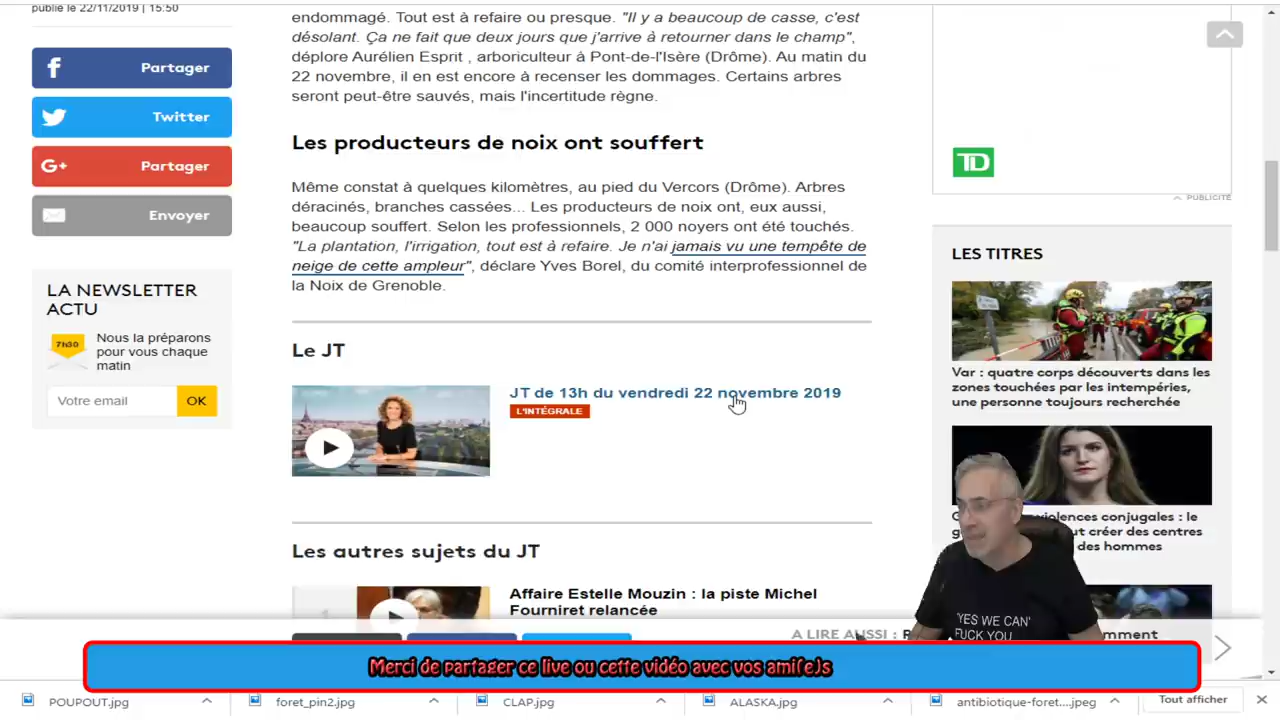 publié le 22/11/2019 | 15:50
Partager
Twitter
Partager
Envoyer
LA NEWSLETTER
ACTU
7h30
Nous la préparons
pour vous chaque
matin
Votre email
OK
endommagé. Tout est à refaire ou presque. "Il y a beaucoup de casse, c'est
désolant. Ça ne fait que deux jours que j'arrive à retourner dans le champ",
déplore Aurélien Esprit , arboriculteur à Pont-de-l'Isère (Drôme). Au matin du
22 novembre, il en est encore à recenser les dommages. Certains arbres
seront peut-être sauvés, mais l'incertitude règne.
Les producteurs de noix ont souffert
Même constat à quelques kilomètres, au pied du Vercors (Drôme). Arbres
déracinés, branches cassées... Les producteurs de noix ont, eux aussi,
beaucoup souffert. Selon les professionnels, 2 000 noyers ont été touchés.
"La plantation, l'irrigation, tout est à refaire. Je n'ai jamais vu une tempête de
neige de cette ampleur", déclare Yves Borel, du comité interprofessionnel de
la Noix de Grenoble.
Le JT
JT de 13h du vendredi 22 novembre 2019
L'INTÉGRALE
Les autres sujets du JT
1
Affaire Estelle Mouzin : la piste Michel
Fourniret relancée
TD
PUBLICITÉ
LES TITRES
Var : quatre corps découverts dans les
zones touchées par les intempéries,
une personne toujours recherchée
violences conjugales : le
ut créer des centres
des hommes
A LIRE AUSSI : R
mment
'YES WE CAN'
FUCK YOU
Merci de partager ce live ou cette vidéo avec vos ami(e)s
POUPOUT.jpg
foret_pin2.jpg
CLAP.jpg
ALASKA.jpg
antibiotique-foret....jpeg
Tout afficher